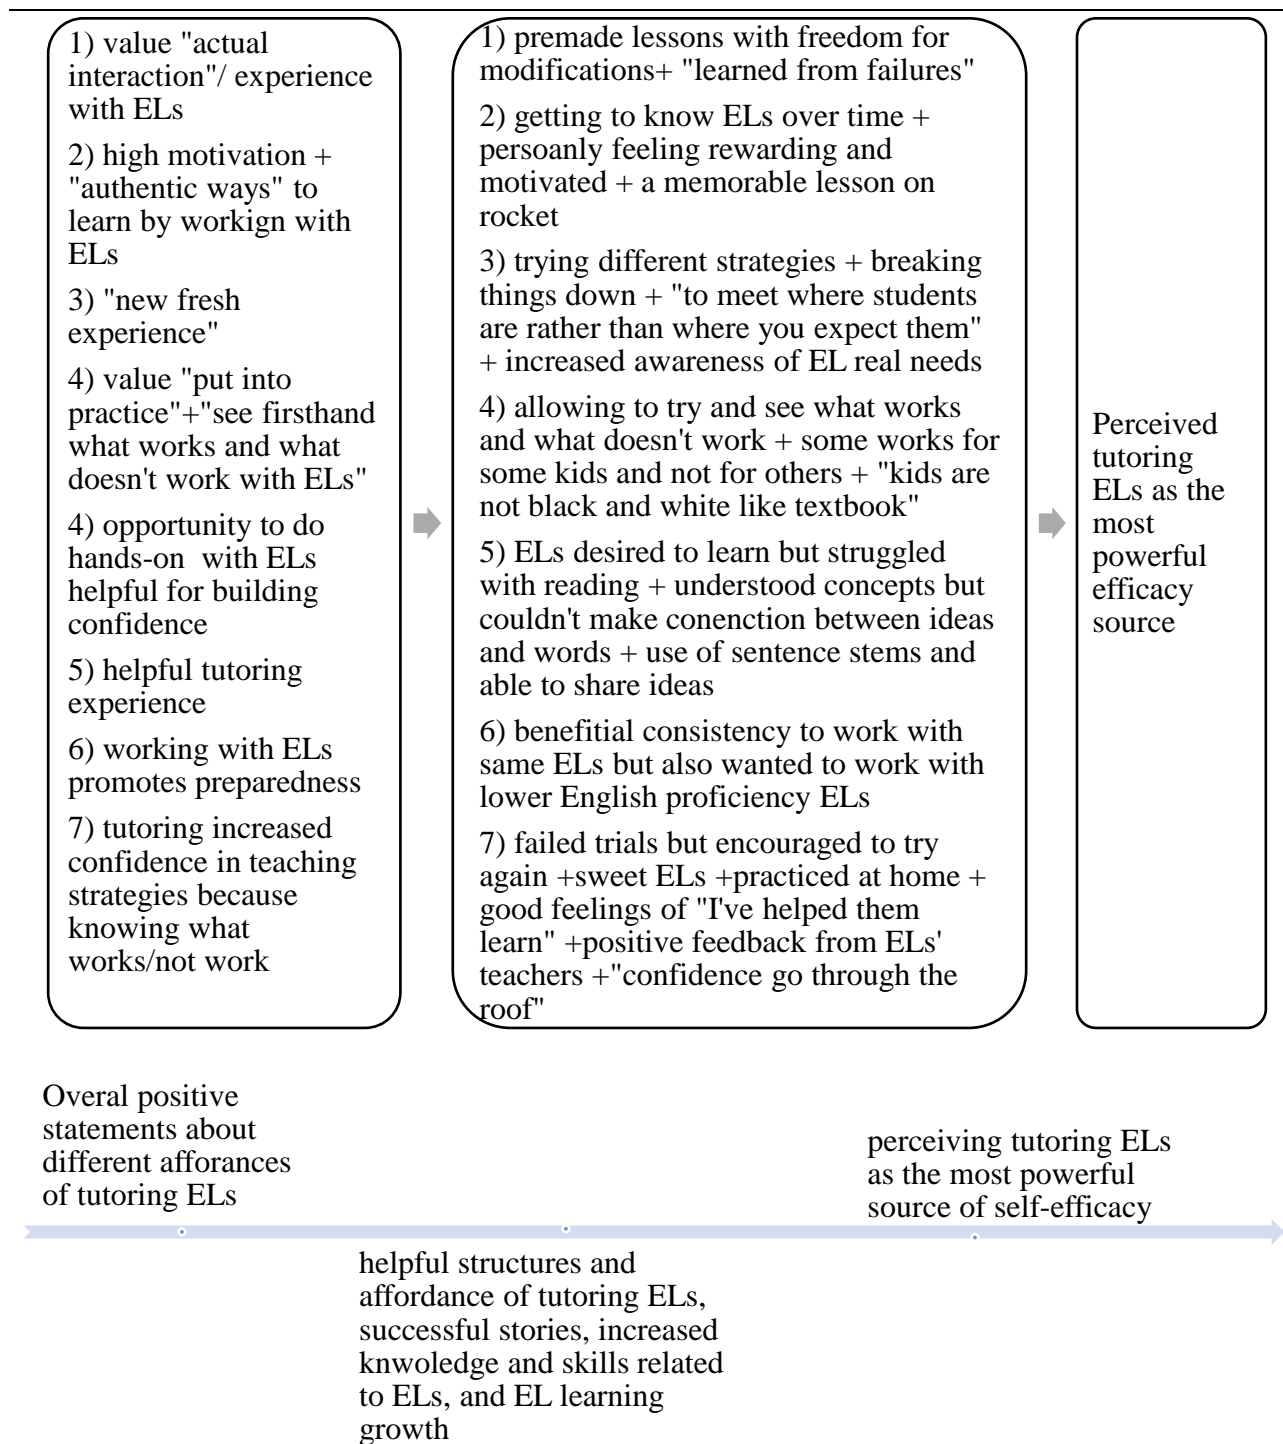 1) value "actual
interaction"/ experience
with ELs
2) high motivation +
"authentic ways" to
learn by workign with
ELs
3) "new fresh
experience"
4) value "put into
practice"+"see firsthand
what works and what
doesn't work with ELs"
4) opportunity to do
hands-on  with ELs
helpful for building
confidence
5) helpful tutoring
experience
6) working with ELs
promotes preparedness
7) tutoring increased
confidence in teaching
strategies because
knowing what
works/not work
1) premade lessons with freedom for
modifications+ "learned from failures"
2) getting to know ELs over time +
persoanly feeling rewarding and
motivated + a memorable lesson on
rocket
3) trying different strategies + breaking
things down + "to meet where students
are rather than where you expect them"
+ increased awareness of EL real needs
4) allowing to try and see what works
and what doesn't work + some works for
some kids and not for others + "kids are
not black and white like textbook"
5) ELs desired to learn but struggled
with reading + understood concepts but
couldn't make conenction between ideas
and words + use of sentence stems and
able to share ideas
6) benefitial consistency to work with
same ELs but also wanted to work with
lower English proficiency ELs
7) failed trials but encouraged to try
again +sweet ELs +practiced at home +
good feelings of "I've helped them
learn" +positive feedback from ELs'
teachers +"confidence go through the
roof"
Perceived
tutoring
ELs as the
most
powerful
efficacy
source
Overal positive
statements about
different afforances
of tutoring ELs
helpful structures and
affordance of tutoring ELs,
successful stories, increased
knwoledge and skills related
to ELs, and EL learning
growth
perceiving tutoring ELs
as the most powerful
source of self-efficacy